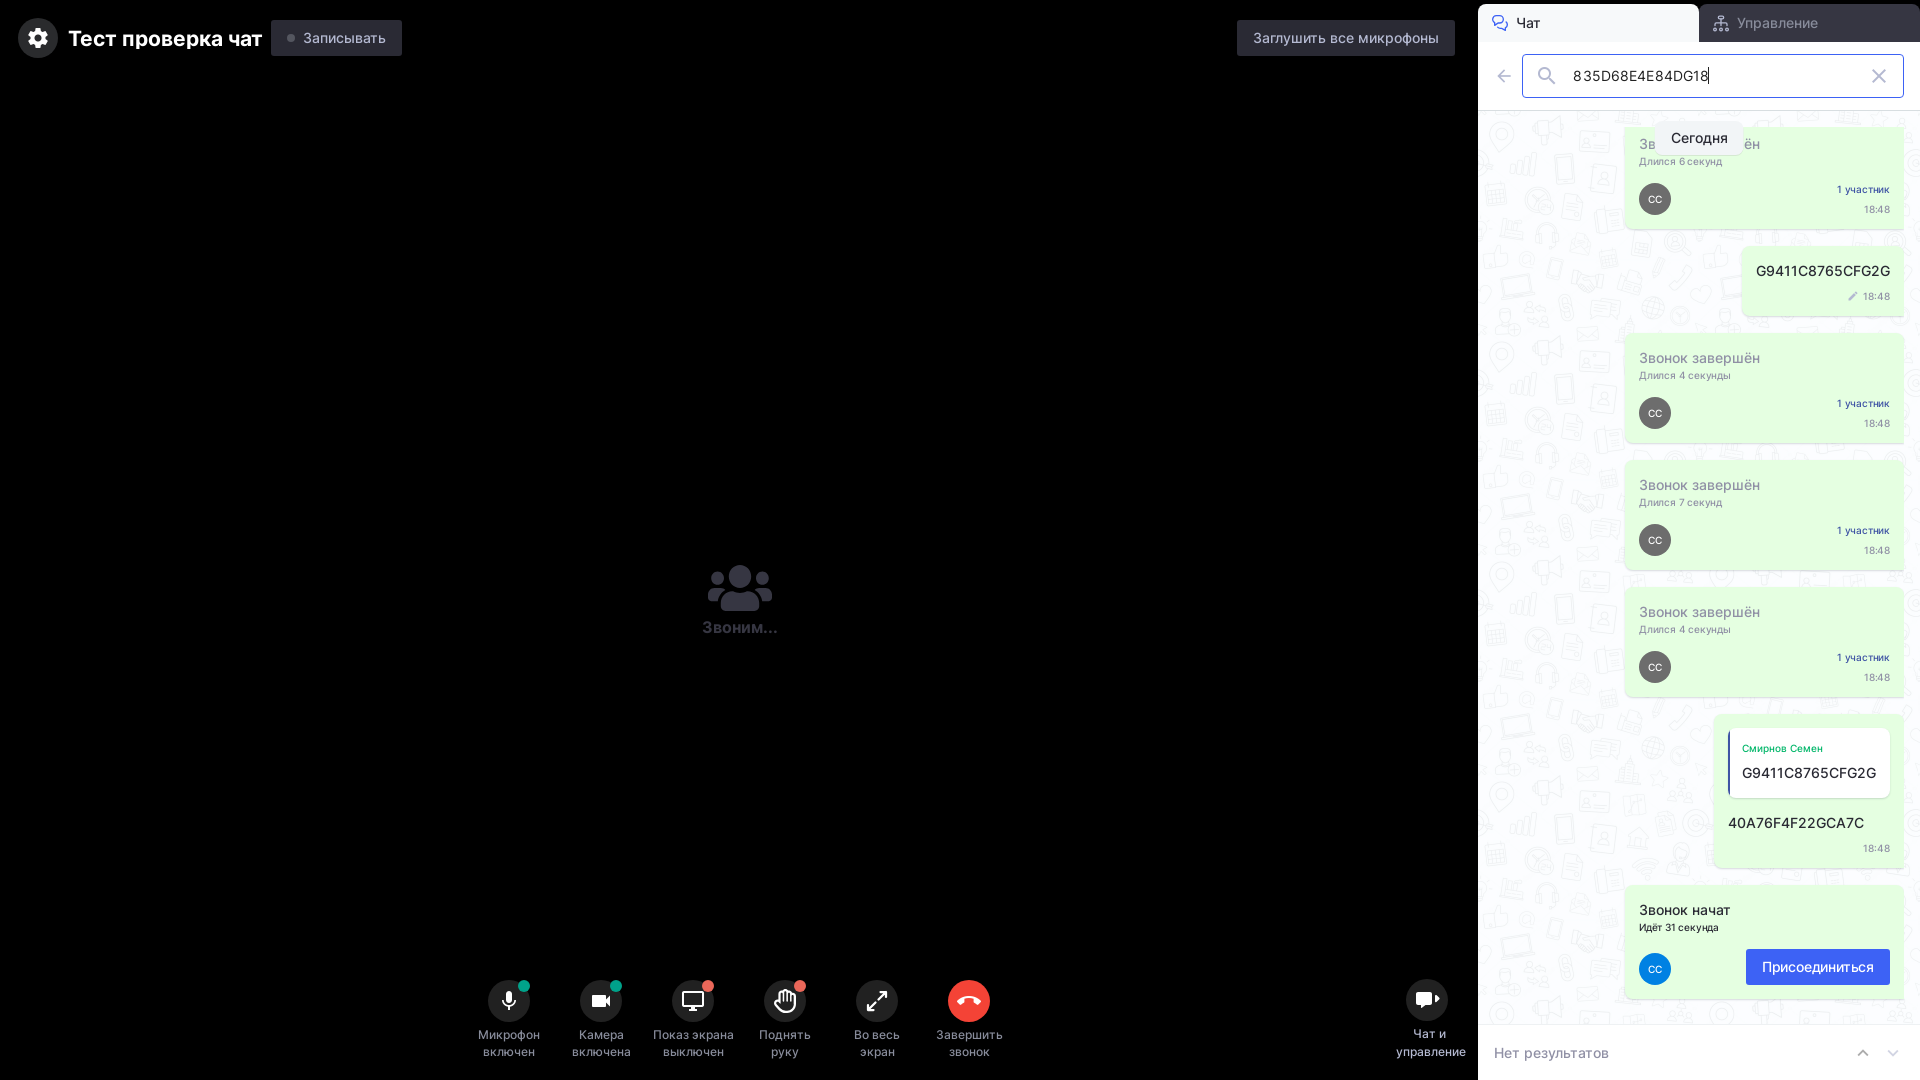 Тест проверка чат
Записывать
Заглушить все микрофоны
Звоним...
Микрофон
включен
Камера
включена
Показ экрана
выключен
Поднять
руку
Во весь
экран
Завершить
звонок
Чат и
управление
Чат
Управление
835D68E4E84DG18
Сегодня
Длился 6 секунд
СС
1 участник
18:48
G9411C8765CFG2G
18:48
Звонок завершён
Длился 4 секунды
СС
1 участник
18:48
Звонок завершён
Длился 7 секунд
СС
1 участник
18:48
Звонок завершён
Длился 4 секунды
СС
1 участник
18:48
Смирнов Семен
G9411C8765CFG2G
40A76F4F22GCA7C
18:48
Звонок начат
Идёт 31 секунда
СС
Присоединиться
Нет результатов